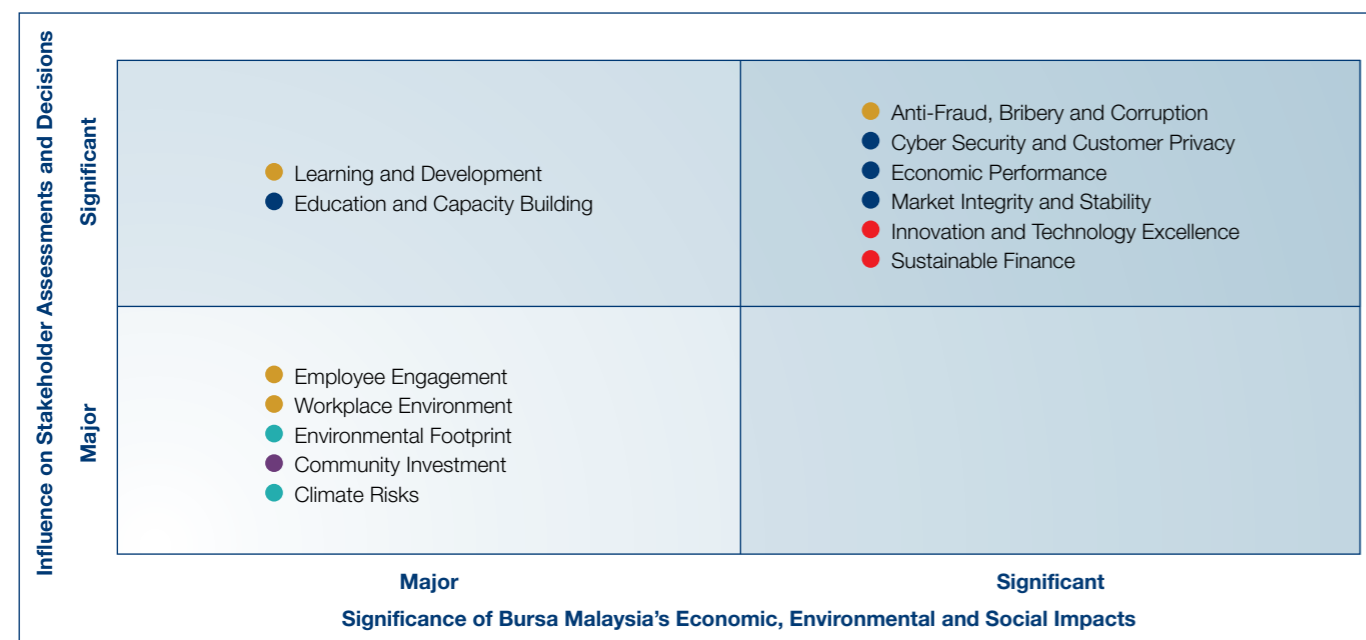 Influence on Stakeholder Assessments and Decisions
Significant
Major
Learning and Development
Education and Capacity Building
Anti-Fraud, Bribery and Corruption
Cyber Security and Customer Privacy
Economic Performance
Market Integrity and Stability
Innovation and Technology Excellence
Sustainable Finance
Employee Engagement
Workplace Environment
Environmental Footprint
Community Investment
Climate Risks
Major
Significant
Significance of Bursa Malaysia's Economic, Environmental and Social Impacts